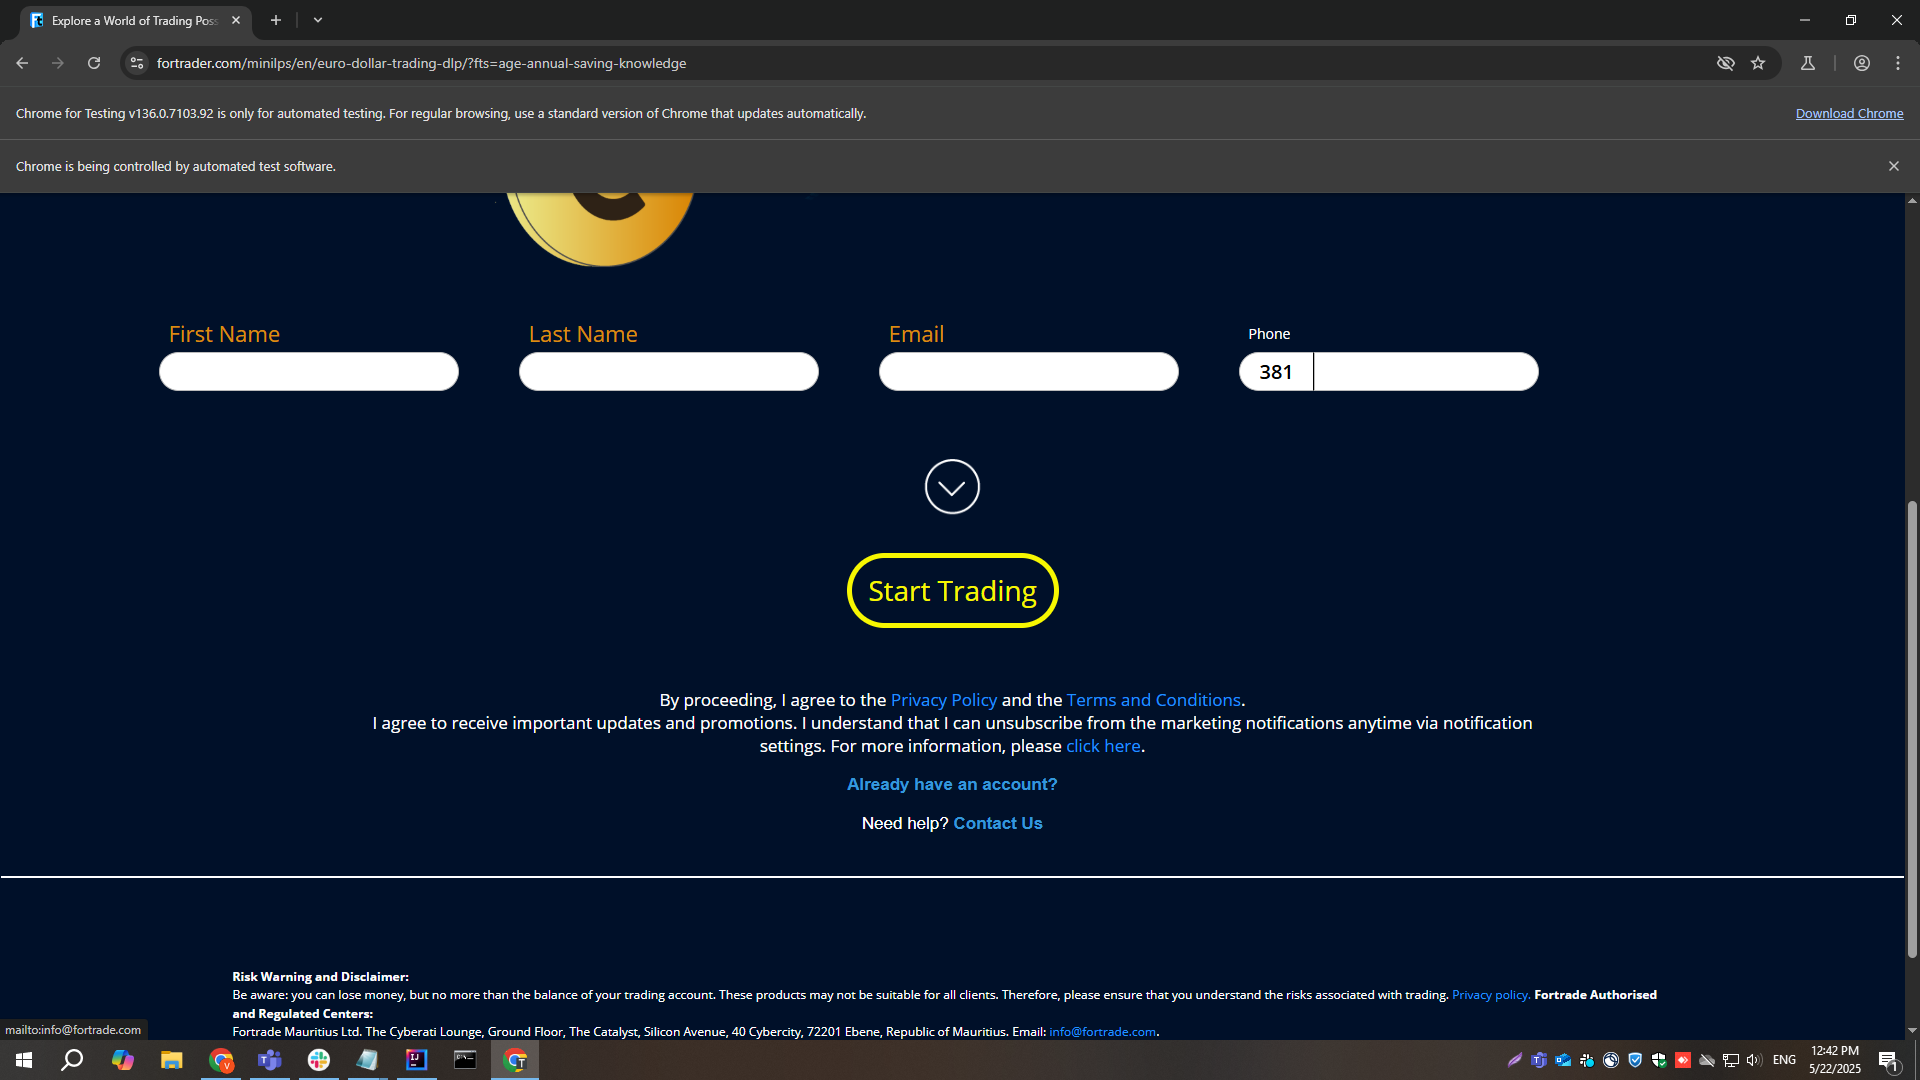 Explore a World of Trading Poss
fortrader.com/minilps/en/euro-dollar-trading-dlp/?fts=age-annual-saving-knowledge
Chrome for Testing v136.0.7103.92 is only for automated testing. For regular browsing, use a standard version of Chrome that updates automatically.
Download Chrome
Chrome is being controlled by automated test software.
First Name
Last Name
Email
Phone
381
Start Trading
By proceeding, I agree to the Privacy Policy and the Terms and Conditions.
I agree to receive important updates and promotions. I understand that I can unsubscribe from the marketing notifications anytime via notification
settings. For more information, please click here.
Already have an account?
Need help? Contact Us
Risk Warning and Disclaimer:
Be aware: you can lose money, but no more than the balance of your trading account. These products may not be suitable for all clients. Therefore, please ensure that you understand the risks associated with trading. Privacy policy. Fortrade Authorised
and Regulated Centers:
Fortrade Mauritius Ltd. The Cyberati Lounge, Ground Floor, The Catalyst, Silicon Avenue, 40 Cybercity, 72201 Ebene, Republic of Mauritius. Email: info@fortrade.com.
mailto:info@fortrade.com
ENG
12:42 PM
5/22/2025
1